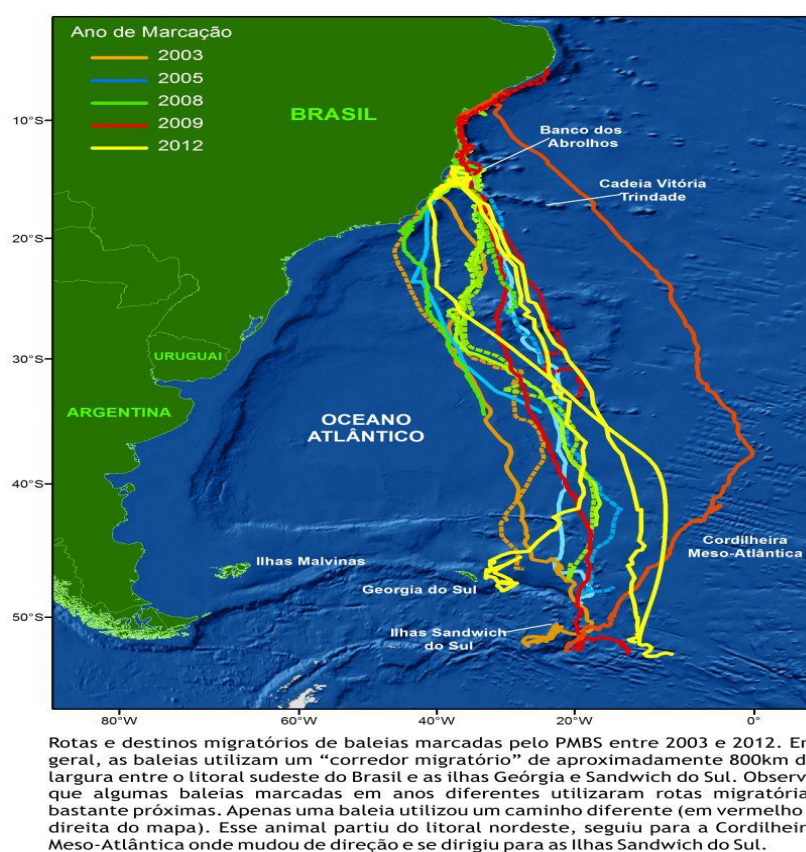 Ano de Marcação
2003
2005
2008
2009
2012
BRASIL
10°S
Banco dos
Abrolhos
Cadeia Vitória
Trindade
20°S
30°S
URUGUAI
ARGENTINA
OCEANO
ATLÂNTICO
40°S
Cordilheira
Meso-Atlântica
Ilhas Malvinas
Georgia do Sul
50°S
Ilhas Sandwich
do Sul
80°W
60°W
40°W
20°W
0°
Rotas e destinos migratórios de baleias marcadas pelo PMBS entre 2003 e 2012. Em
geral, as baleias utilizam um “corredor migratório” de aproximadamente 800km d
largura entre o litoral sudeste do Brasil e as ilhas Geórgia e Sandwich do Sul. Observ
que algumas baleias marcadas em anos diferentes utilizaram rotas migratória
bastante próximas. Apenas uma baleia utilizou um caminho diferente (em vermelho
direita do mapa). Esse animal partiu do litoral nordeste, seguiu para a Cordilheir
Meso-Atlântica onde mudou de direção e se dirigiu para as Ilhas Sandwich do Sul.